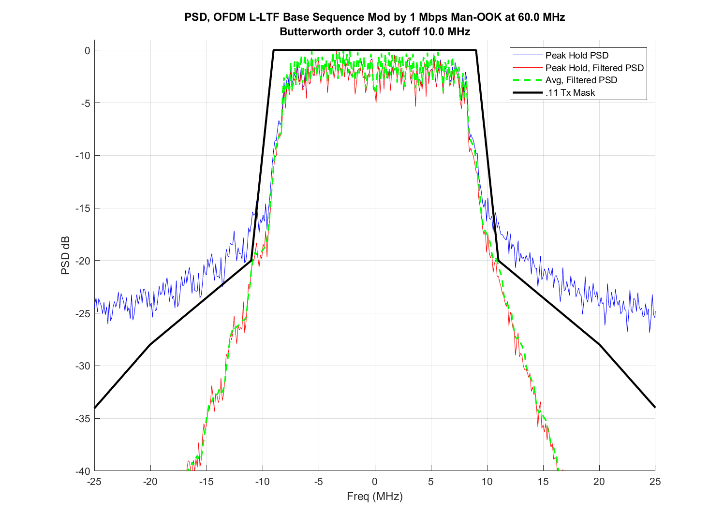 PSD, OFDM L-LTF Base Sequence Mod by 1 Mbps Man-OOK at 60.0 MHz
Butterworth order 3, cutoff 10.0 MHz
Peak Hold PSD
Peak Hold, Filtered PSD
Avg, Filtered PSD
.11 Tx Mask
PSD dB
0
-5
-10
-15
-20
-25
-30
-35
-40
-25 -20 -15 -10 -5 0 5 10 15 20 25
Freq (MHz)